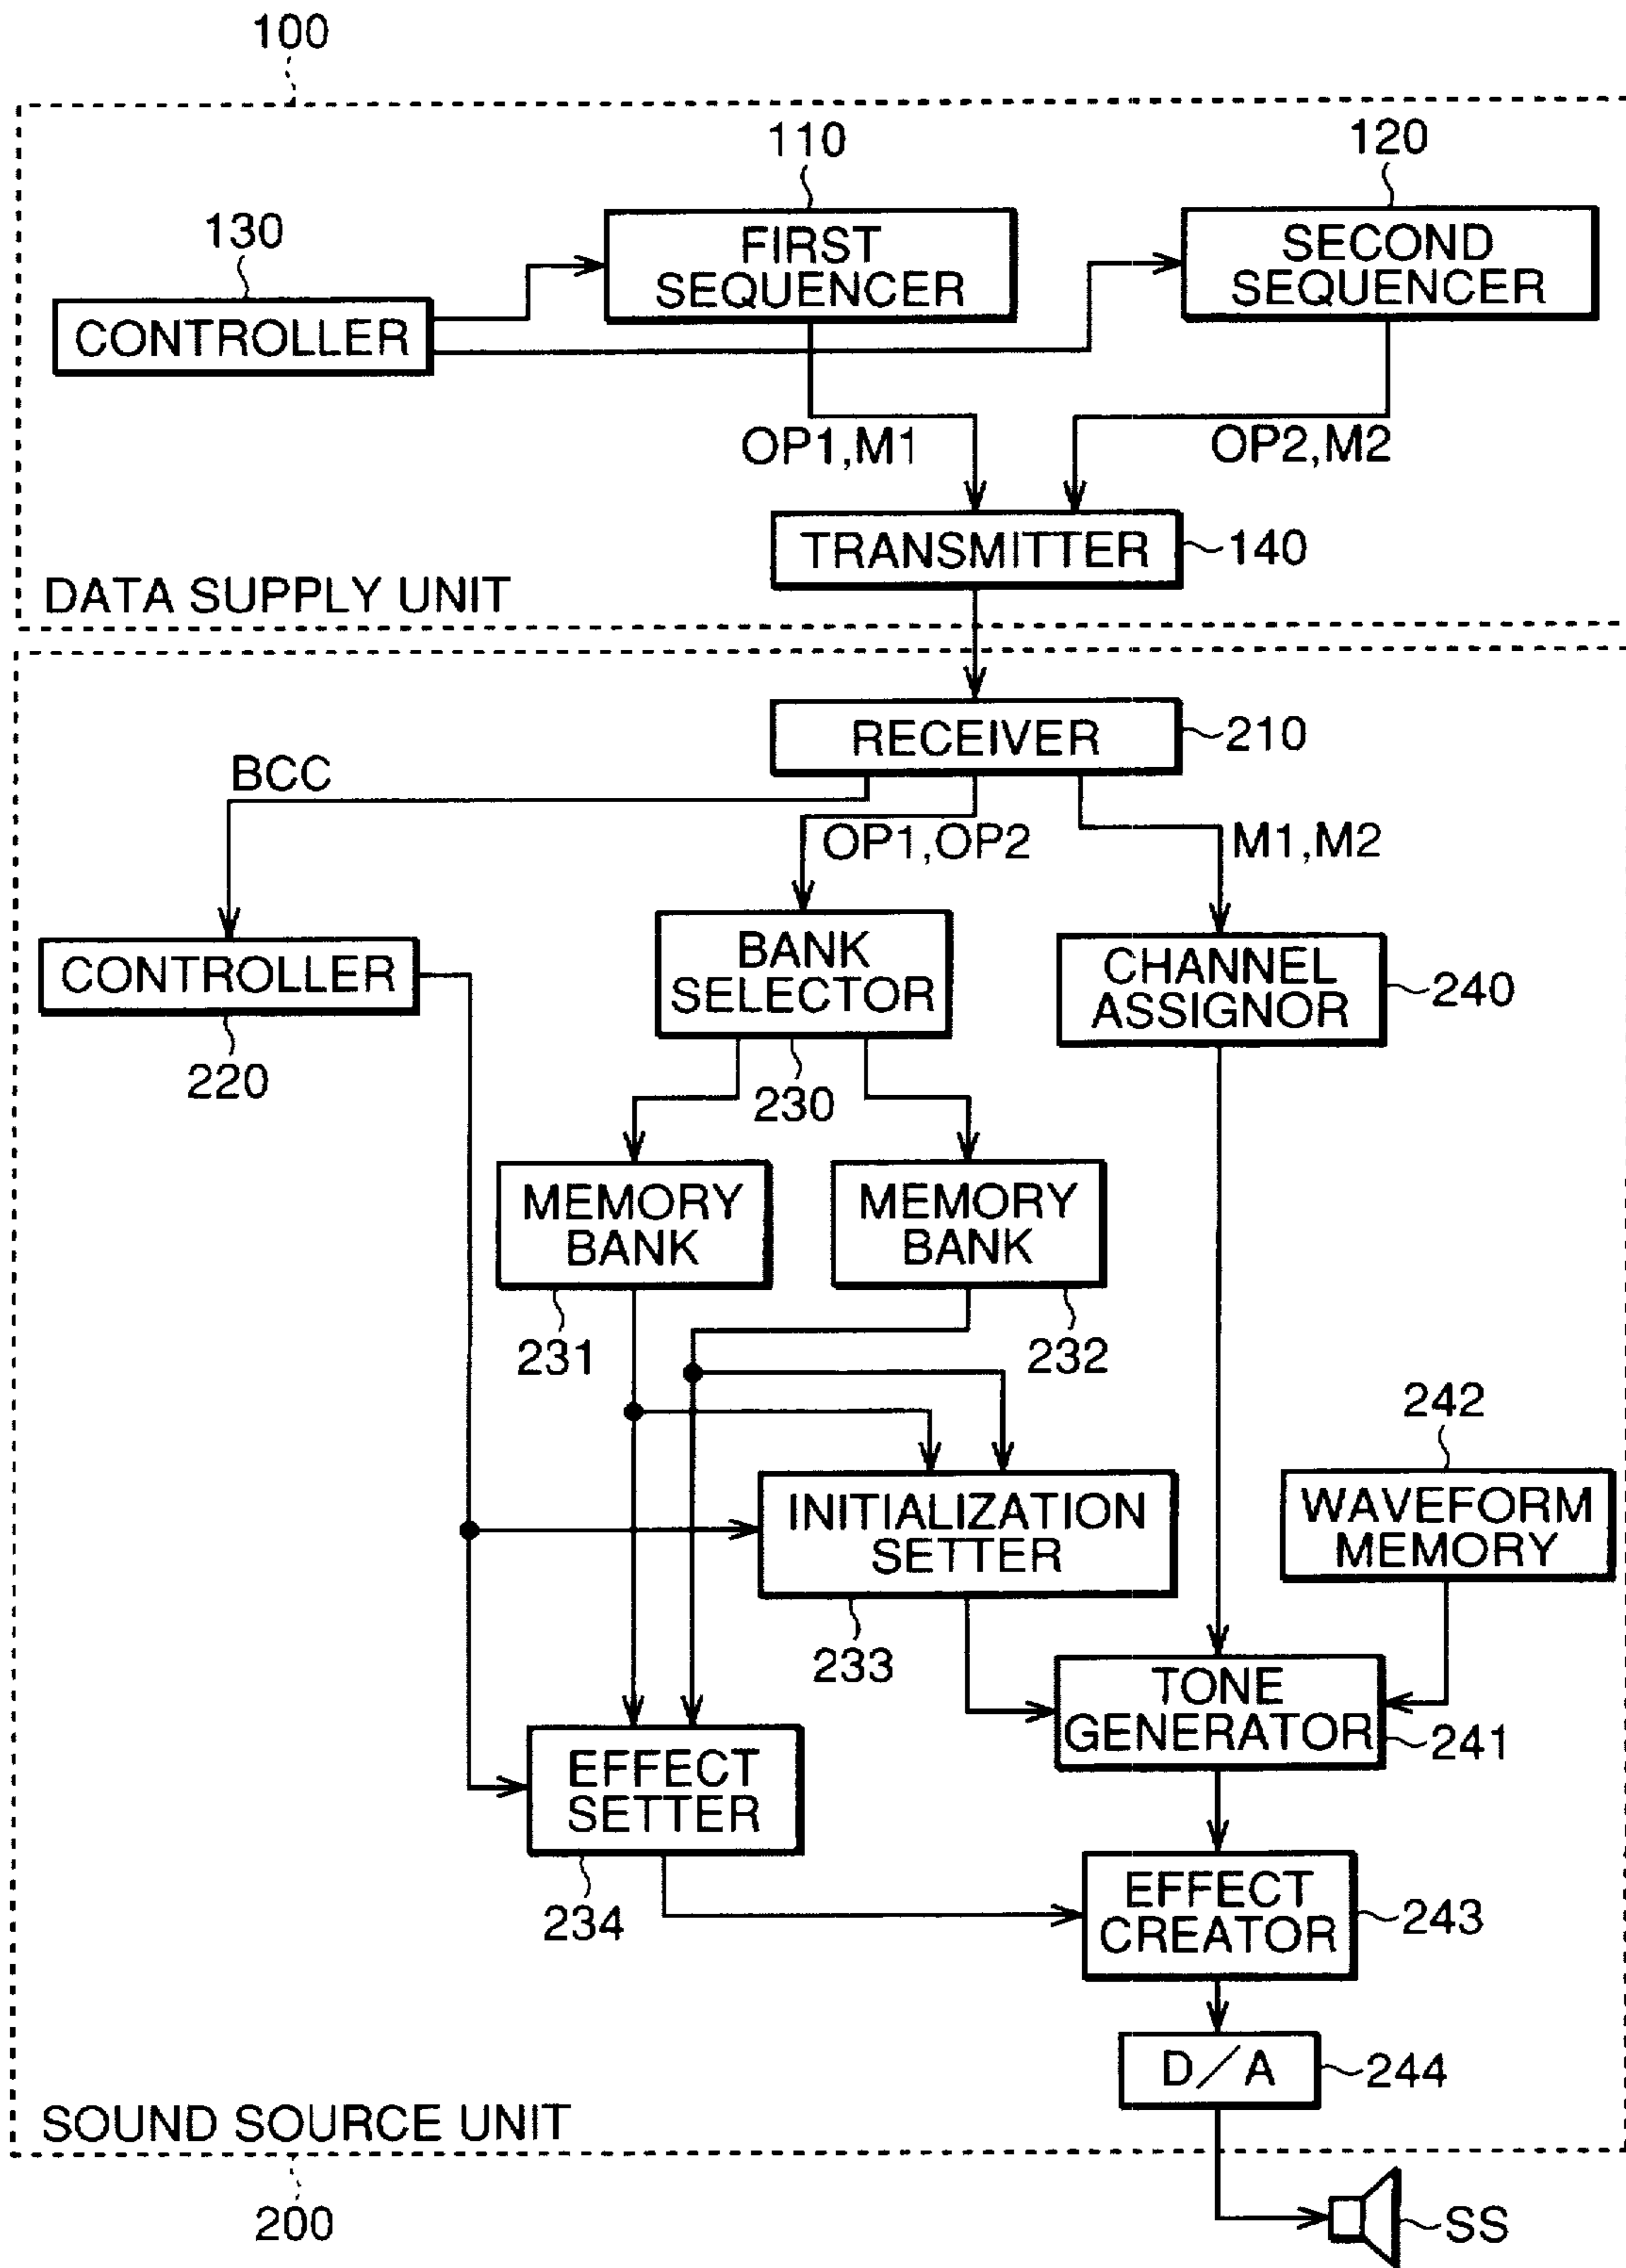 100
110
120
130
FIRST
SEQUENCER
SECOND
SEQUENCER
CONTROLLER
OP1,M1
OP2,M2
TRANSMITTER
140
DATA SUPPLY UNIT
RECEIVER
210
BCC
OP1,OP2
M1,M2
CONTROLLER
220
BANK
SELECTOR
230
CHANNEL
ASSIGNOR
240
MEMORY
BANK
231
MEMORY
BANK
232
242
INITIALIZATION
SETTER
233
WAVEFORM
MEMORY
TONE
GENERATOR
241
EFFECT
SETTER
234
EFFECT
CREATOR
243
D/A
244
SOUND SOURCE UNIT
200
SS